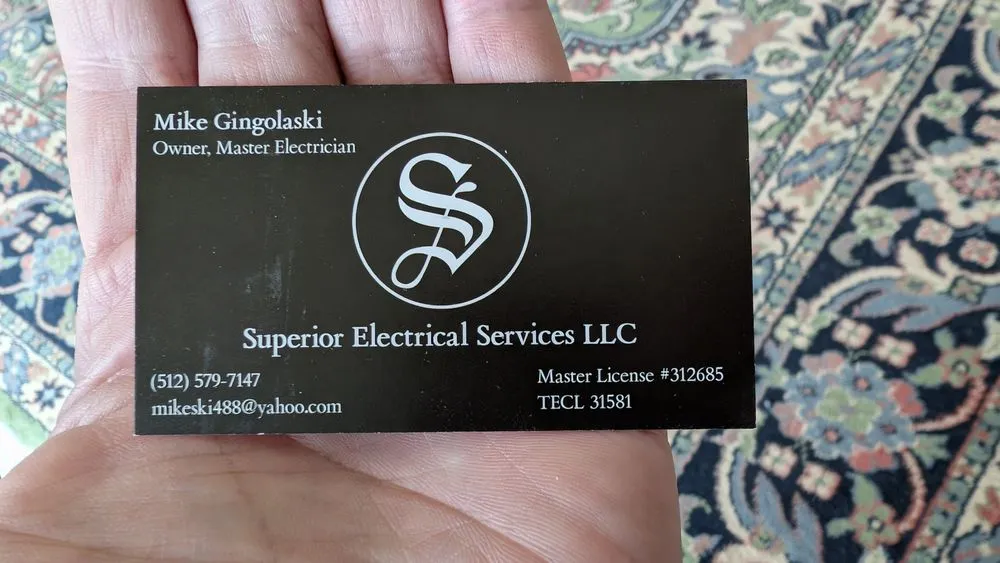 Mike Gingolaski
Owner, Master Electrician
S
Superior Electrical Services LLC
(512) 579-7147
mikeski488@yahoo.com
Master License #312685
TECL 31581